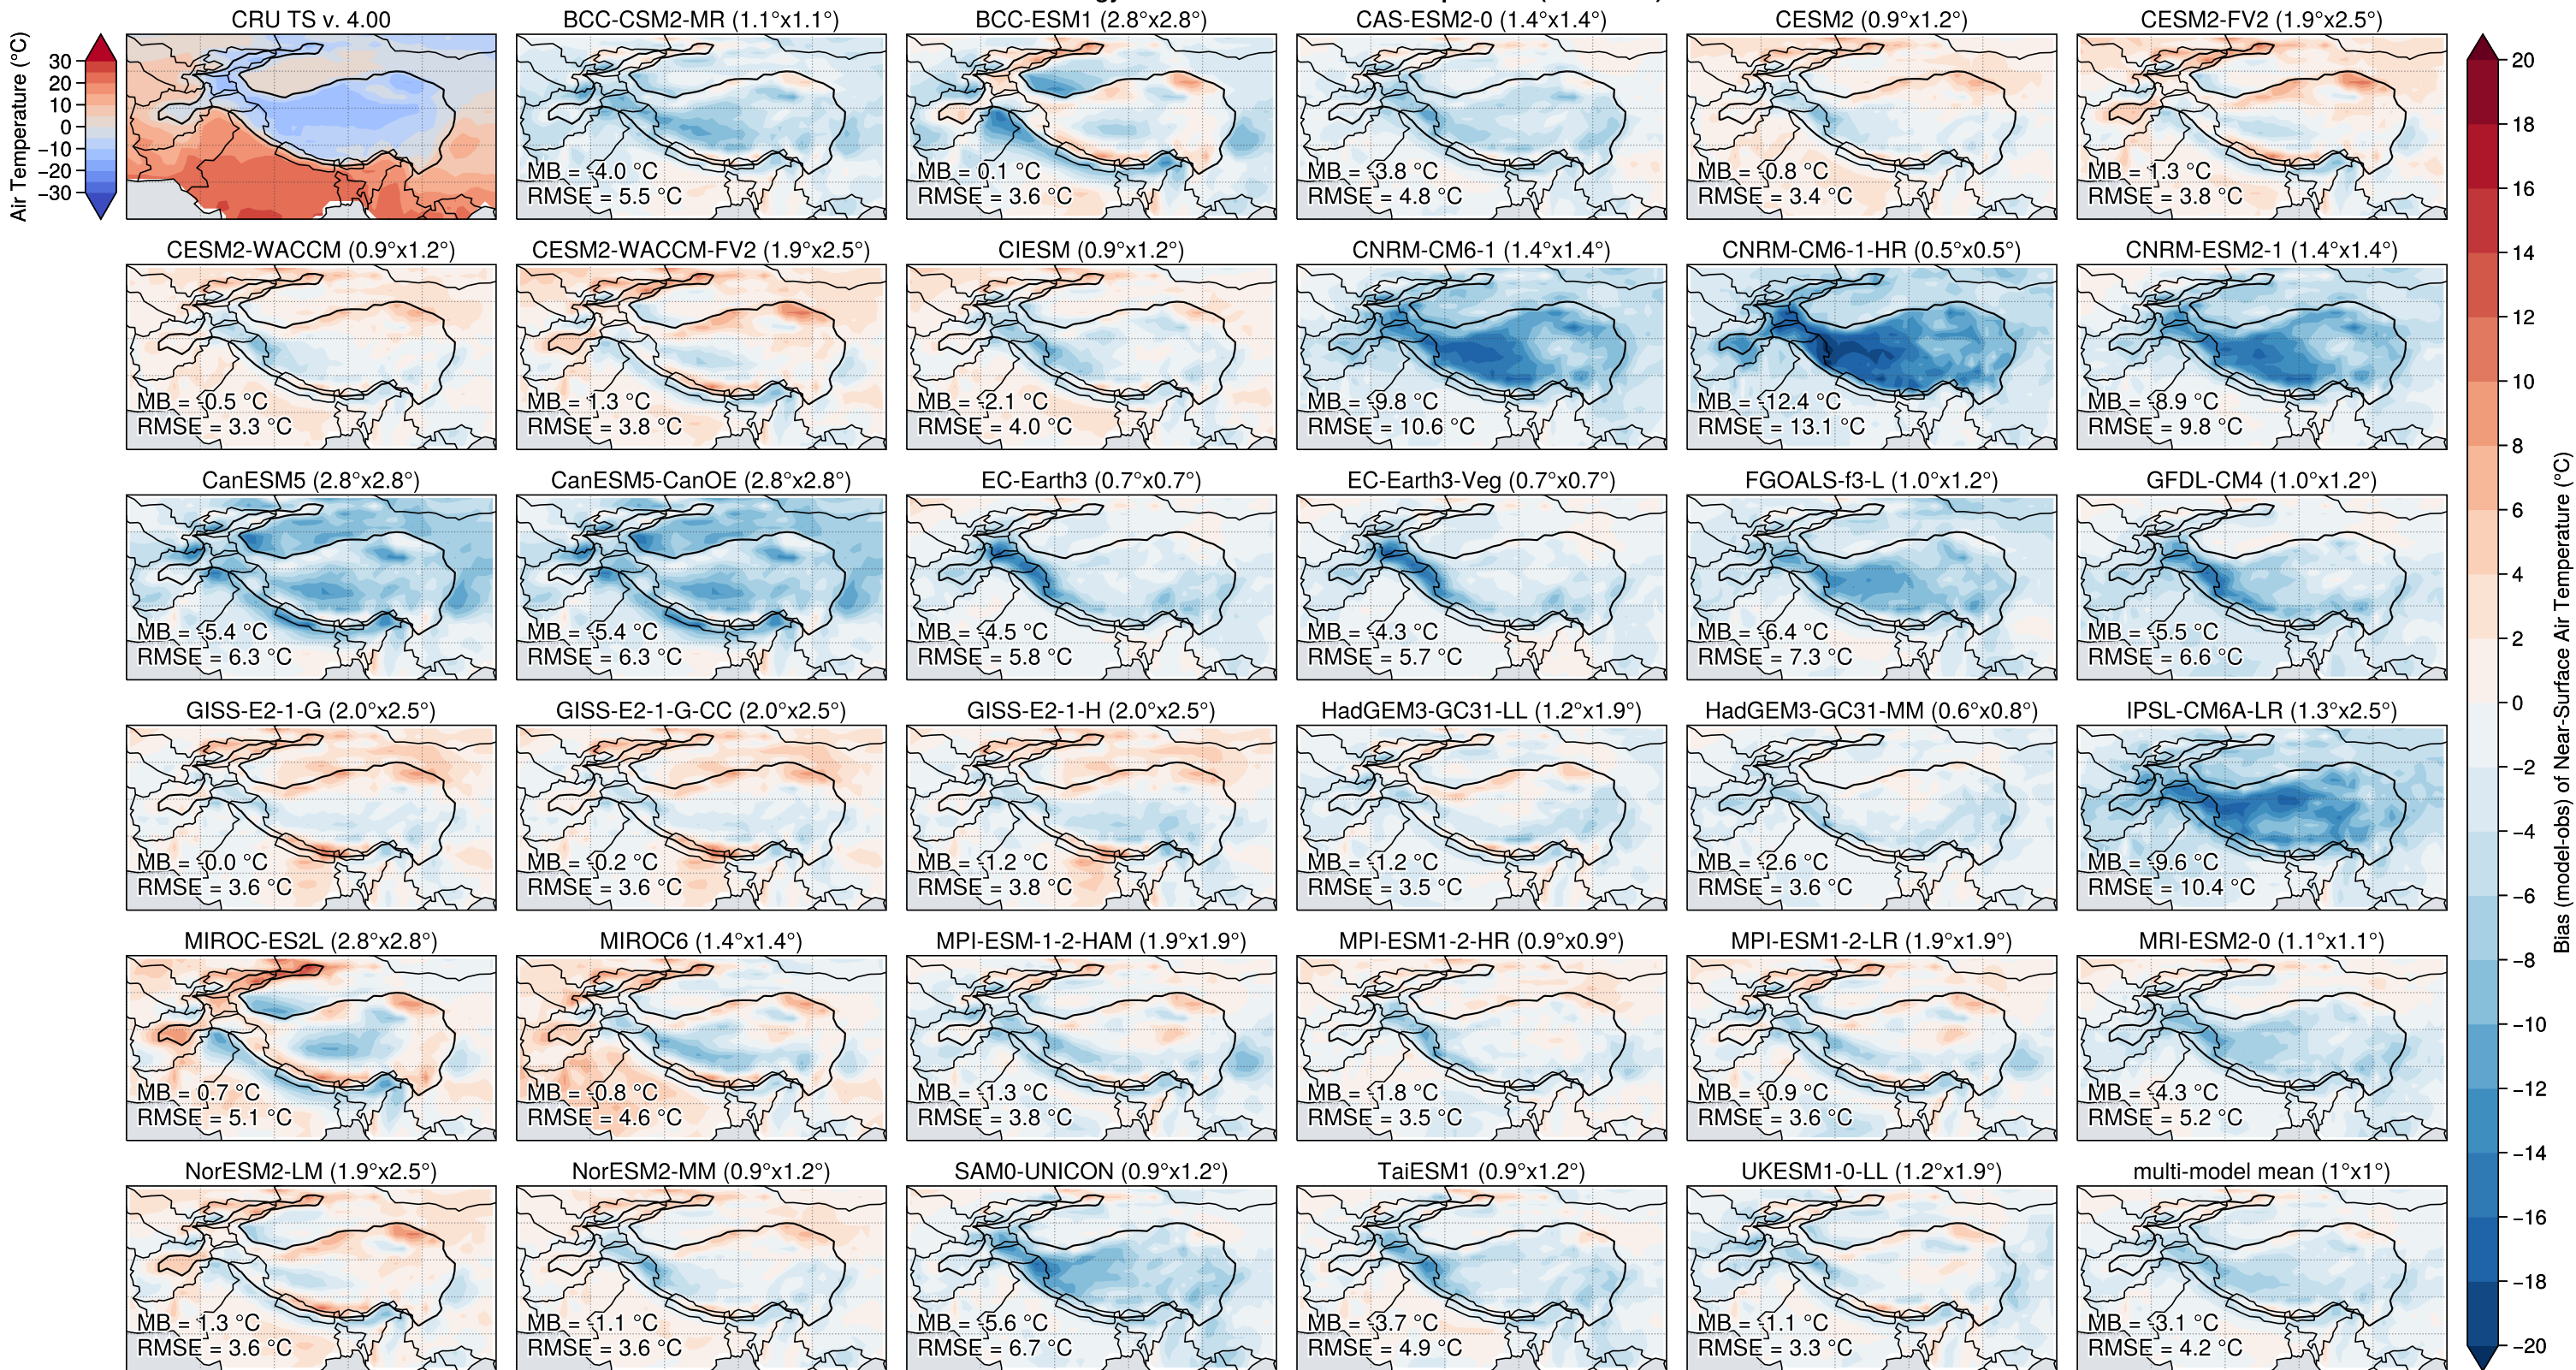 CRU TS v. 4.00
BCC-CSM2-MR (1.1°x1.1°)
BCC-ESM1 (2.8°x2.8°)
CAS-ESM2-0 (1.4°x1.4°)
CESM2 (0.9°x1.2°)
CESM2-FV2 (1.9°x2.5°)
Air Temperature (°C)
30
20
10
0
−10
−20
−30
MB = -4.0 °C
RMSE = 5.5 °C
MB = 0.1 °C
RMSE = 3.6 °C
MB = -3.8 °C
RMSE = 4.8 °C
MB = -0.8 °C
RMSE = 3.4 °C
MB = 1.3 °C
RMSE = 3.8 °C
CESM2-WACCM (0.9°x1.2°)
CESM2-WACCM-FV2 (1.9°x2.5°)
CIESM (0.9°x1.2°)
CNRM-CM6-1 (1.4°x1.4°)
CNRM-CM6-1-HR (0.5°x0.5°)
CNRM-ESM2-1 (1.4°x1.4°)
MB = -0.5 °C
RMSE = 3.3 °C
MB = 1.3 °C
RMSE = 3.8 °C
MB = -2.1 °C
RMSE = 4.0 °C
MB = -9.8 °C
RMSE = 10.6 °C
MB = -12.4 °C
RMSE = 13.1 °C
MB = -8.9 °C
RMSE = 9.8 °C
CanESM5 (2.8°x2.8°)
CanESM5-CanOE (2.8°x2.8°)
EC-Earth3 (0.7°x0.7°)
EC-Earth3-Veg (0.7°x0.7°)
FGOALS-f3-L (1.0°x1.2°)
GFDL-CM4 (1.0°x1.2°)
MB = -5.4 °C
RMSE = 6.3 °C
MB = -5.4 °C
RMSE = 6.3 °C
MB = -4.5 °C
RMSE = 5.8 °C
MB = -4.3 °C
RMSE = 5.7 °C
MB = -6.4 °C
RMSE = 7.3 °C
MB = -5.5 °C
RMSE = 6.6 °C
GISS-E2-1-G (2.0°x2.5°)
GISS-E2-1-G-CC (2.0°x2.5°)
GISS-E2-1-H (2.0°x2.5°)
HadGEM3-GC31-LL (1.2°x1.9°)
HadGEM3-GC31-MM (0.6°x0.8°)
IPSL-CM6A-LR (1.3°x2.5°)
MB = -0.0 °C
RMSE = 3.6 °C
MB = -0.2 °C
RMSE = 3.6 °C
MB = -1.2 °C
RMSE = 3.8 °C
MB = -1.2 °C
RMSE = 3.5 °C
MB = -2.6 °C
RMSE = 3.6 °C
MB = -9.6 °C
RMSE = 10.4 °C
MIROC-ES2L (2.8°x2.8°)
MIROC6 (1.4°x1.4°)
MPI-ESM-1-2-HAM (1.9°x1.9°)
MPI-ESM1-2-HR (0.9°x0.9°)
MPI-ESM1-2-LR (1.9°x1.9°)
MRI-ESM2-0 (1.1°x1.1°)
MB = 0.7 °C
RMSE = 5.1 °C
MB = -0.8 °C
RMSE = 4.6 °C
MB = -1.3 °C
RMSE = 3.8 °C
MB = -1.8 °C
RMSE = 3.5 °C
MB = -0.9 °C
RMSE = 3.6 °C
MB = -4.3 °C
RMSE = 5.2 °C
NorESM2-LM (1.9°x2.5°)
NorESM2-MM (0.9°x1.2°)
SAM0-UNICON (0.9°x1.2°)
TaiESM1 (0.9°x1.2°)
UKESM1-0-LL (1.2°x1.9°)
multi-model mean (1°x1°)
MB = 1.3 °C
RMSE = 3.6 °C
MB = -1.1 °C
RMSE = 3.6 °C
MB = -5.6 °C
RMSE = 6.7 °C
MB = -3.7 °C
RMSE = 4.9 °C
MB = -1.1 °C
RMSE = 3.3 °C
MB = -3.1 °C
RMSE = 4.2 °C
20
18
16
14
12
10
8
6
4
2
0
−2
−4
−6
−8
−10
−12
−14
−16
−18
−20
Bias (model-obs) of Near-Surface Air Temperature (°C)